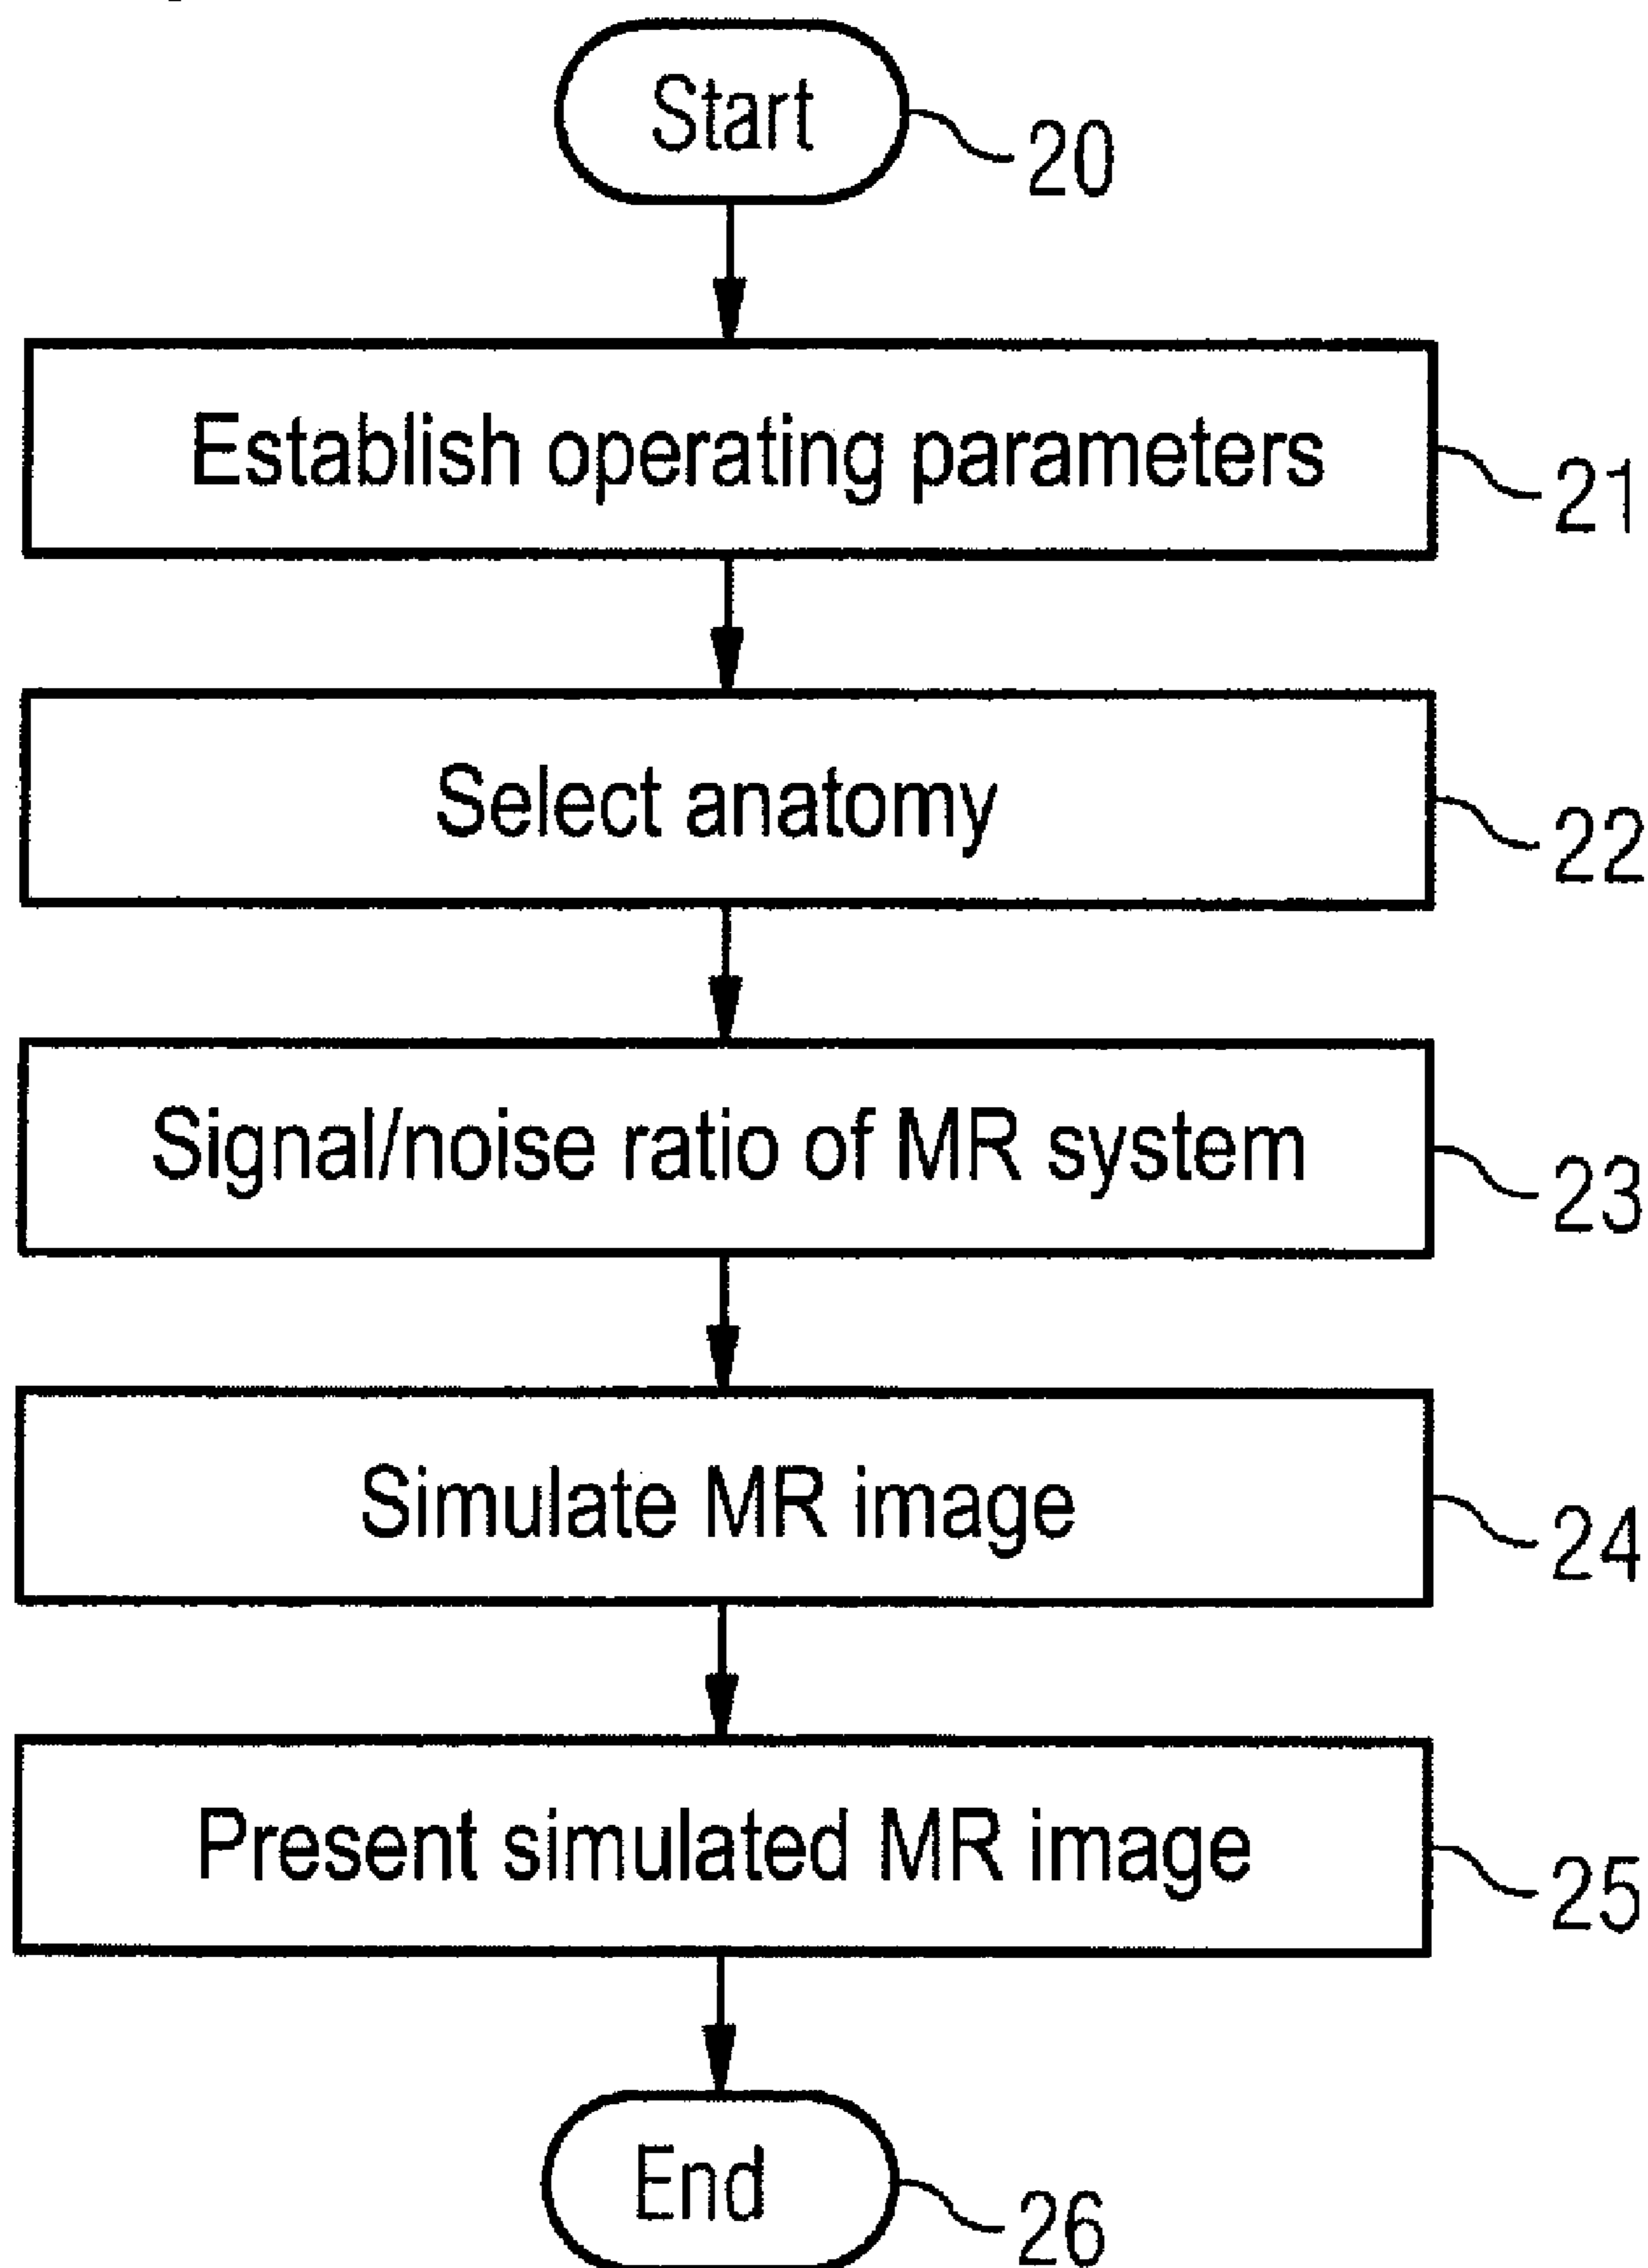 Start
20
Establish operating parameters
21
Select anatomy
22
Signal/noise ratio of MR system
23
Simulate MR image
24
Present simulated MR image
25
End
26